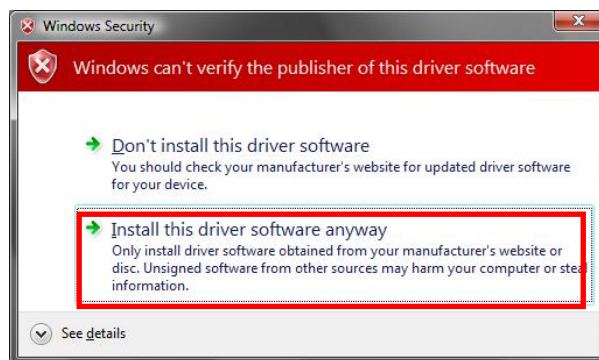 Windows Security
Windows can't verify the publisher of this driver software
Don't install this driver software
You should check your manufacturer's website for updated driver software
for your device.
Install this driver software anyway
Only install driver software obtained from your manufacturer's website or
disc. Unsigned software from other sources may harm your computer or steal
information.
See details